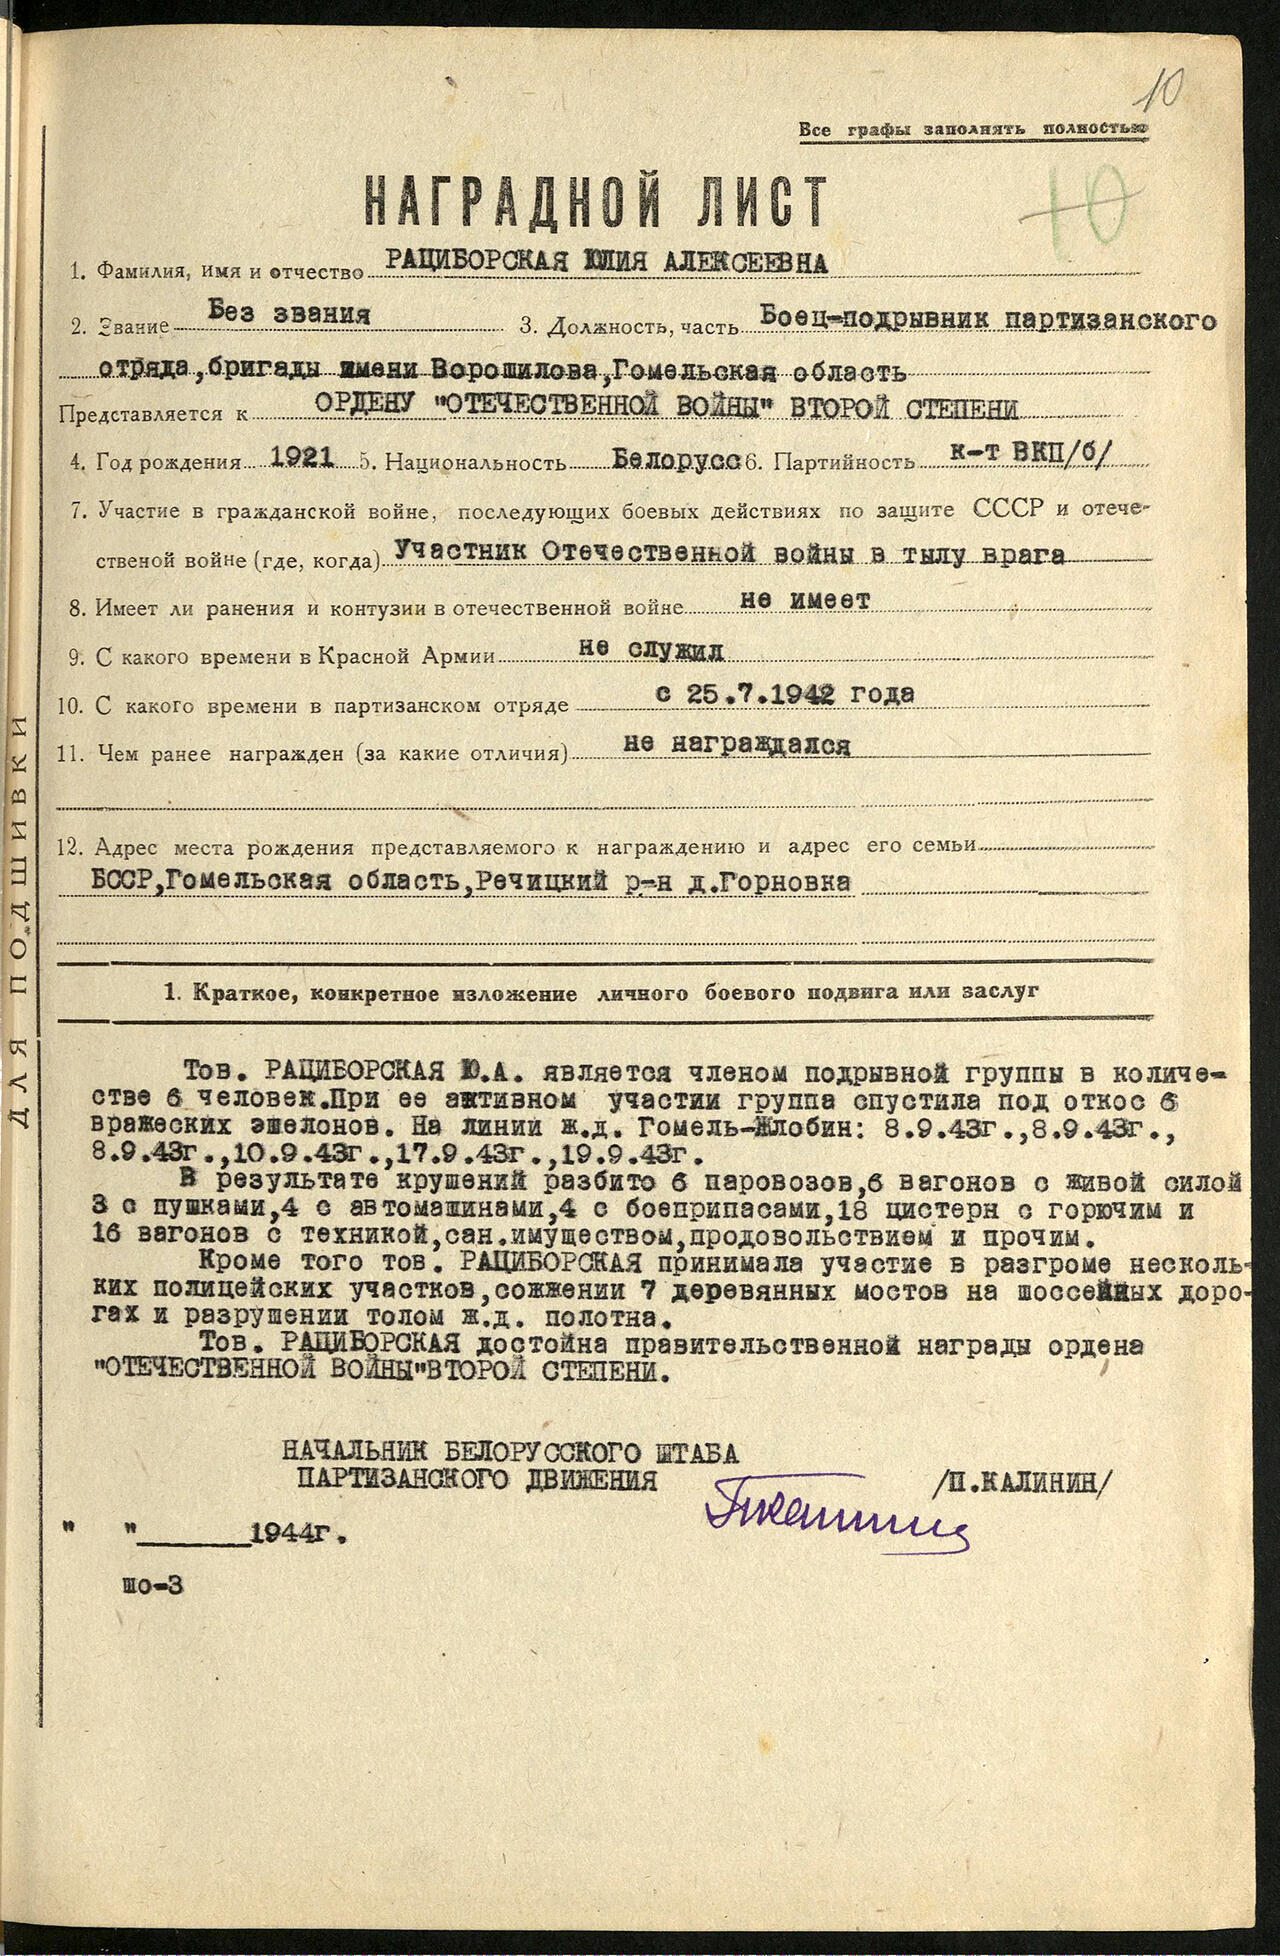 10
Все графы заполнять полностью
10
НАГРАДНОЙ ЛИСТ
1. Фамилия, имя и отчество РАЦИБОРСКАЯ ЮЛИЯ АЛЕКСЕЕВНА
2. Звание Без звания 3. Должность, часть Боец-подрывник партизанского
отряда,бригады имени Ворошилова,Гомельская область
Представляется к ОРДЕНУ "ОТЕЧЕСТВЕННОЙ ВОЙНЫ" ВТОРОЙ СТЕПЕНИ
4. Год рождения 1921 5. Национальность Белорусс 6. Партийность к-т ВКП/б/
7. Участие в гражданской войне, последующих боевых действиях по защите СССР и отече-
ственой войне (где, когда) Участник Отечественной войны в тылу врага
8. Имеет ли ранения и контузии в отечественной войне не имеет
9. С какого времени в Красной Армии не служил
10. С какого времени в партизанском отряде с 25.7.1942 года
11. Чем ранее награжден (за какие отличия) не награждался
12. Адрес места рождения представляемого к награждению и адрес его семьи
БССР,Гомельская область,Речицкий р-н д.Горновка
1. Краткое, конкретное изложение личного боевого подвига или заслуг
Тов. РАЦИБОРСКАЯ Ю.А. является членом подрывной группы в количе-
стве 6 человек.При ее активном участии группа спустила под откос 6
вражеских эшелонов. На линии ж.д. Гомель-Жлобин: 8.9.43г.,8.9.43г.,
8.9.43г.,10.9.43г.,17.9.43г.,19.9.43г.
В результате крушений разбито 6 паровозов,6 вагонов с живой силой
3 с пушками,4 с автомашинами,4 с боеприпасами,18 цистерн с горючим и
16 вагонов с техникой,сан.имуществом,продовольствием и прочим.
Кроме того тов. РАЦИБОРСКАЯ принимала участие в разгроме несколь-
ких полицейских участков,сожжении 7 деревянных мостов на шоссейных доро-
гах и разрушении толом ж.д. полотна.
Тов. РАЦИБОРСКАЯ достойна правительственной награды ордена
"ОТЕЧЕСТВЕННОЙ ВОЙНЫ"ВТОРОЙ СТЕПЕНИ.
НАЧАЛЬНИК БЕЛОРУССКОГО ШТАБА
ПАРТИЗАНСКОГО ДВИЖЕНИЯ /П.КАЛИНИН/
ПКалинин
" "______1944г.
шо-3
ДЛЯ ПОДШИВКИ